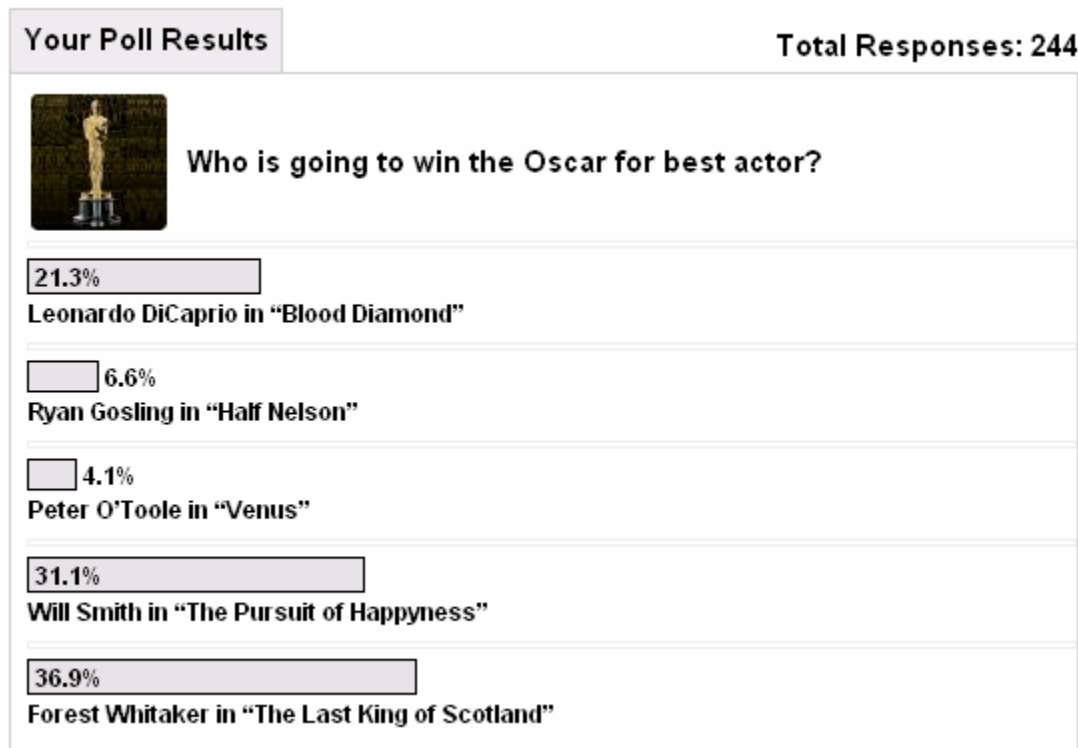 Your Poll Results
Total Responses: 244
Who is going to win the Oscar for best actor?
21.3%
Leonardo DiCaprio in “Blood Diamond”
6.6%
Ryan Gosling in “Half Nelson”
4.1%
Peter O’Toole in “Venus”
31.1%
Will Smith in “The Pursuit of Happyness”
36.9%
Forest Whitaker in “The Last King of Scotland”